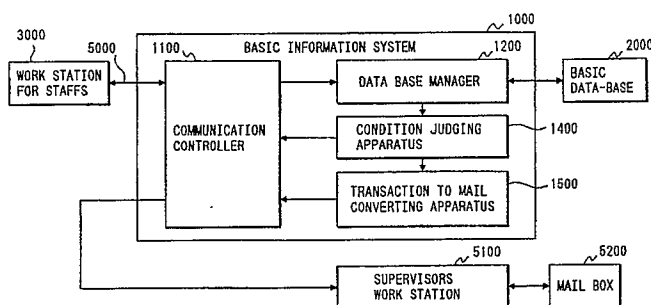 1000
3000
5000
1100
BASIC INFORMATION SYSTEM
1200
2000
WORK STATION
FOR STAFFS
COMMUNICATION
CONTROLLER
DATA BASE MANAGER
BASIC
DATA-BASE
CONDITION JUDGING
APPARATUS
1400
TRANSACTION TO MAIL
CONVERTING APPARATUS
1500
5100
5200
SUPERVISORS
WORK STATION
MAIL BOX